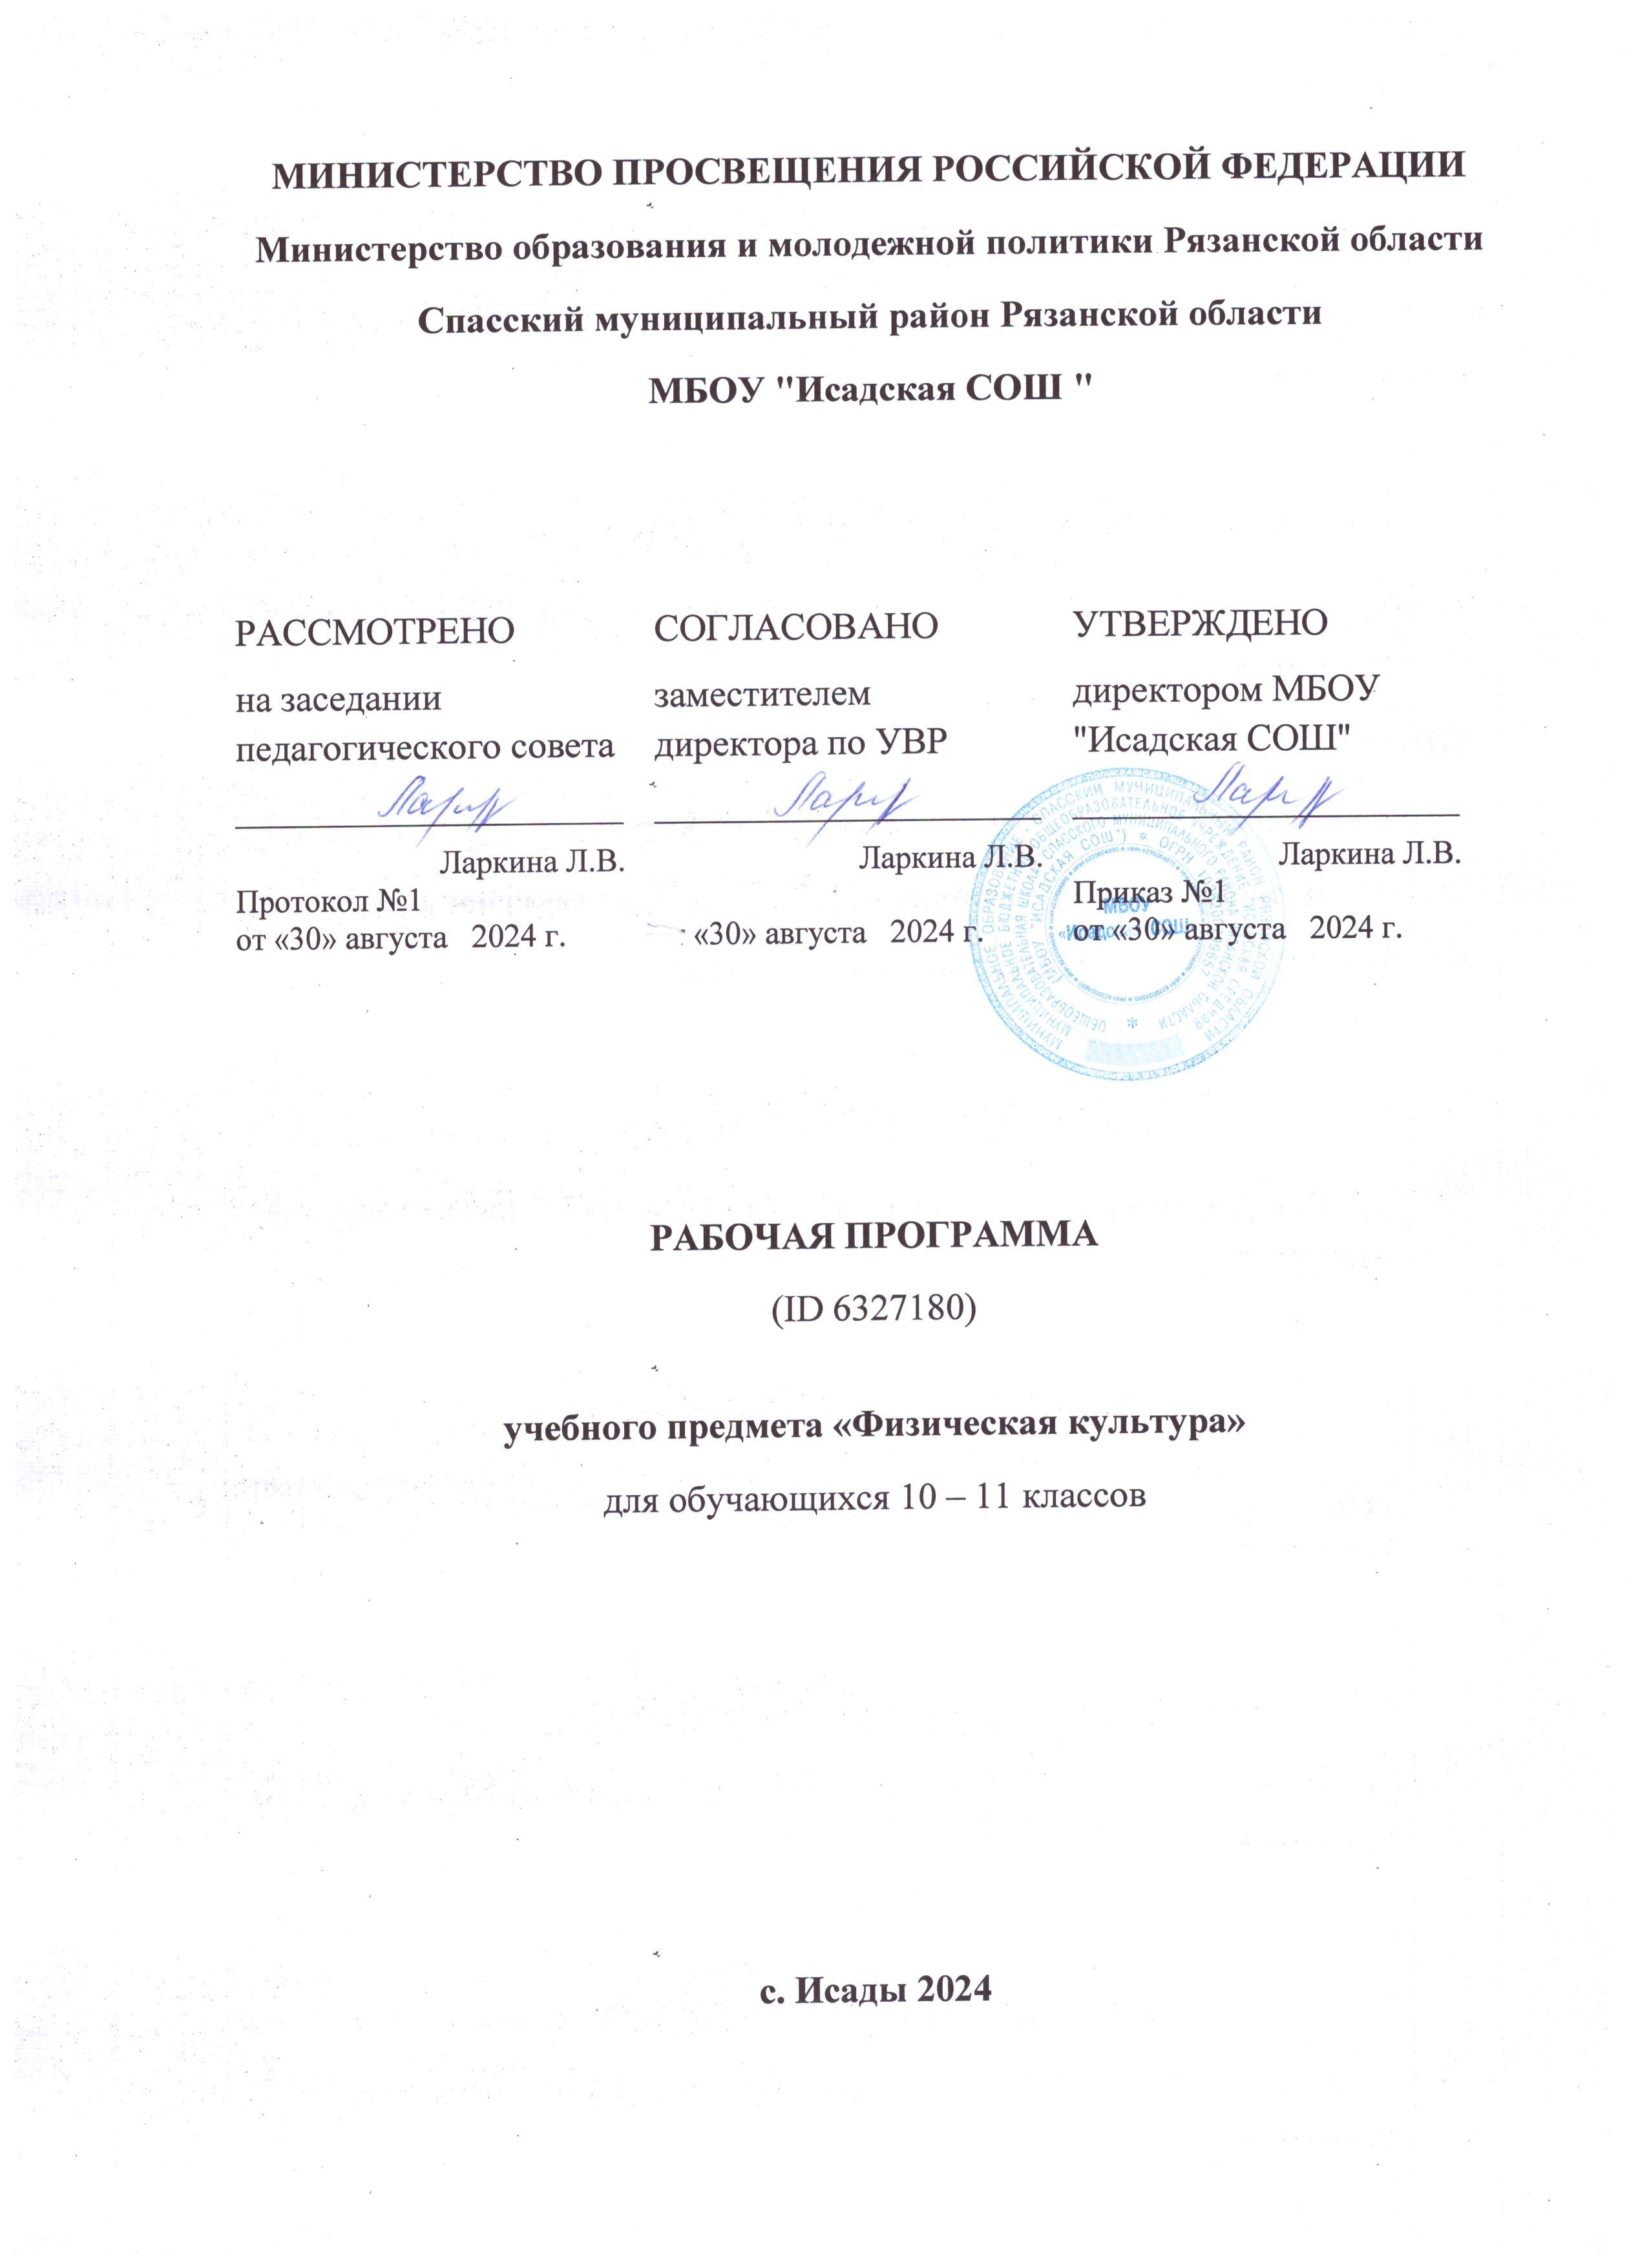 МИНИСТЕРСТВО ПРОСВЕЩЕНИЯ РОССИЙСКОЙ ФЕДЕРАЦИИ
Министерство образования и молодежной политики Рязанской области
Спасский муниципальный район Рязанской области
МБОУ "Исадская СОШ "
РАССМОТРЕНО
на заседании
педагогического совета
Ларкина Л.В.
Протокол №1
от «30» августа 2024 г.
СОГЛАСОВАНО
заместителем
директора по УВР
Ларкина Л.В.
«30» августа 2024 г.
УТВЕРЖДЕНО
директором МБОУ
"Исадская СОШ"
Ларкина Л.В.
Приказ №1
от «30» августа 2024 г.
МБОУ
РАБОЧАЯ ПРОГРАММА
(ID 6327180)
учебного предмета «Физическая культура»
для обучающихся 10 – 11 классов
с. Исады 2024